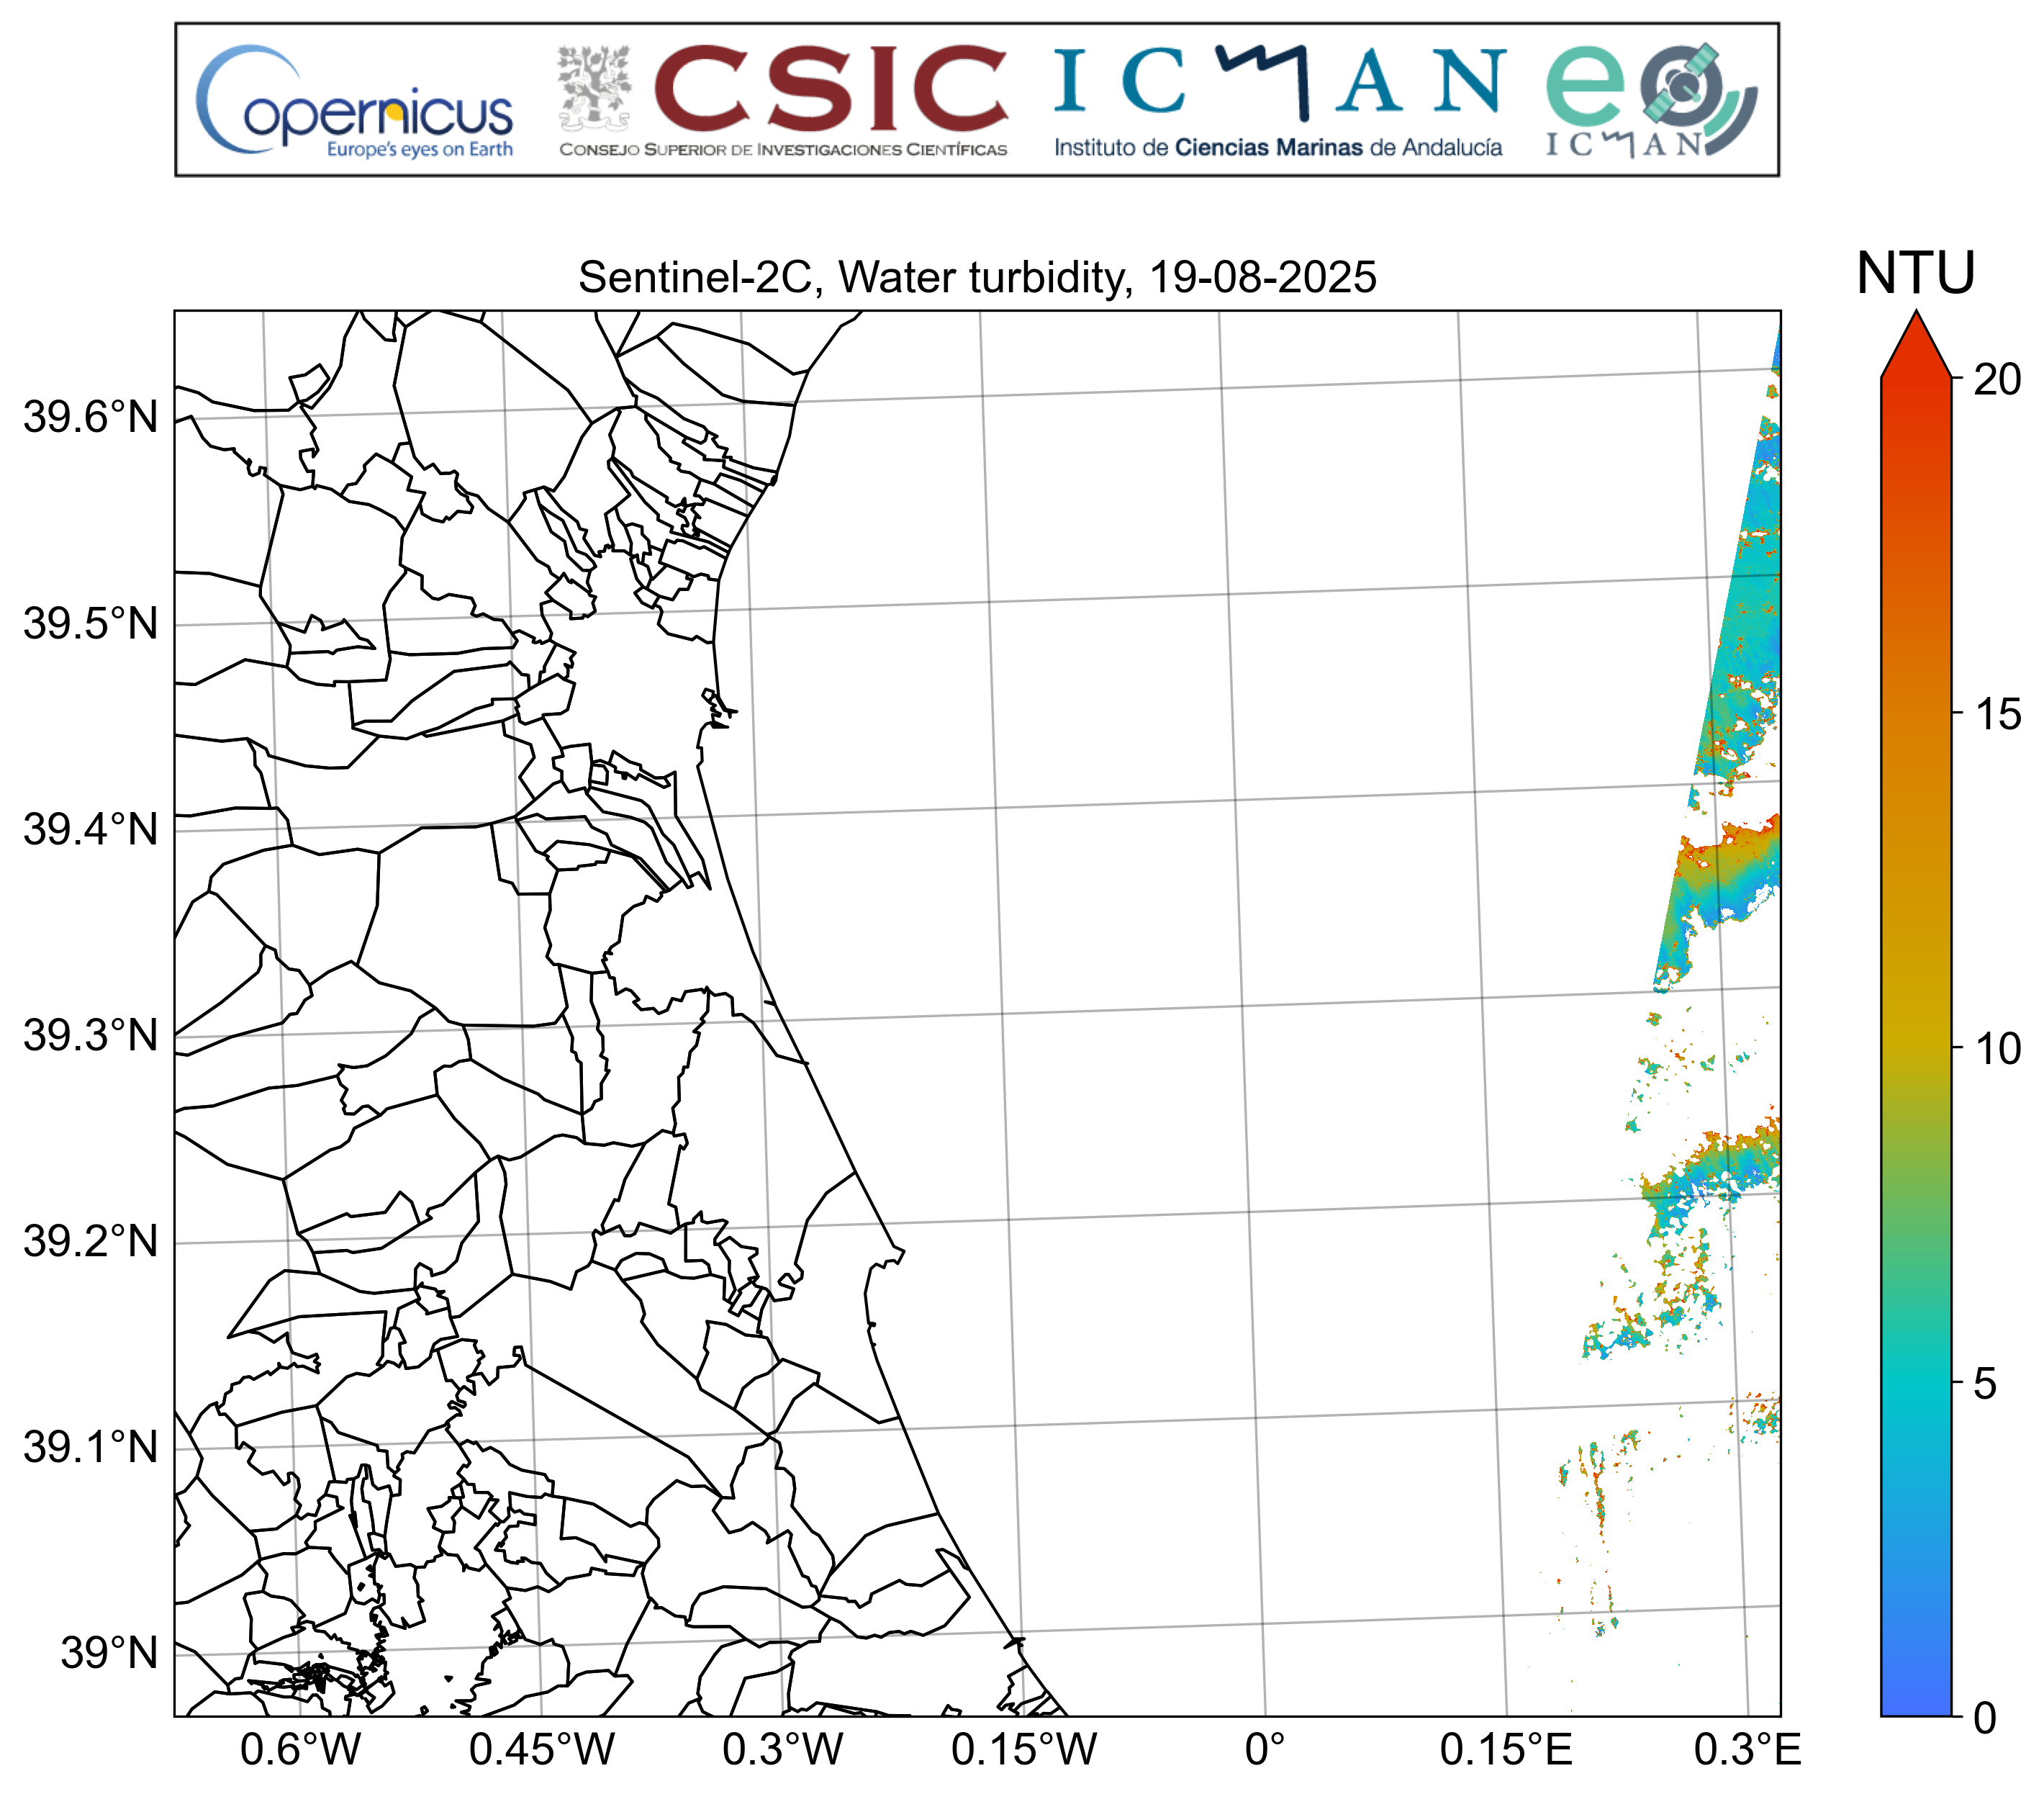 Copernicus
Europe's eyes on Earth
CSIC
CONSEJO SUPERIOR DE INVESTIGACIONES CIENTÍFICAS
ICMAN
Instituto de Ciencias Marinas de Andalucía
eo
ICMAN
Sentinel-2C, Water turbidity, 19-08-2025
NTU
20
15
10
5
0
39.6°N
39.5°N
39.4°N
39.3°N
39.2°N
39.1°N
39°N
0.6°W 0.45°W 0.3°W 0.15°W 0° 0.15°E 0.3°E